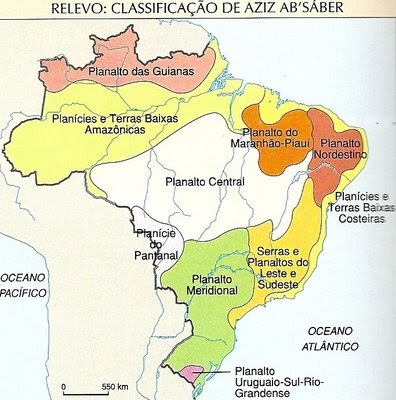 RELEVO: CLASSIFICAÇÃO DE AZIZ AB'SÁBER
Planalto das Guianas
Planícies e Terras Baixas
Amazônicas
Planalto do
Maranhão-Piauí
Planalto
Nordestino
Planalto Central
Planícies e
Terras Baixas
Costeiras
Planície
do
Pantanal
Serras e
Planaltos do
Leste e
Sudeste
Planalto
Meridional
OCEANO
PACÍFICO
OCEANO
ATLÂNTICO
Planalto
Uruguaio-Sul-Rio-
Grandense
0 550 km